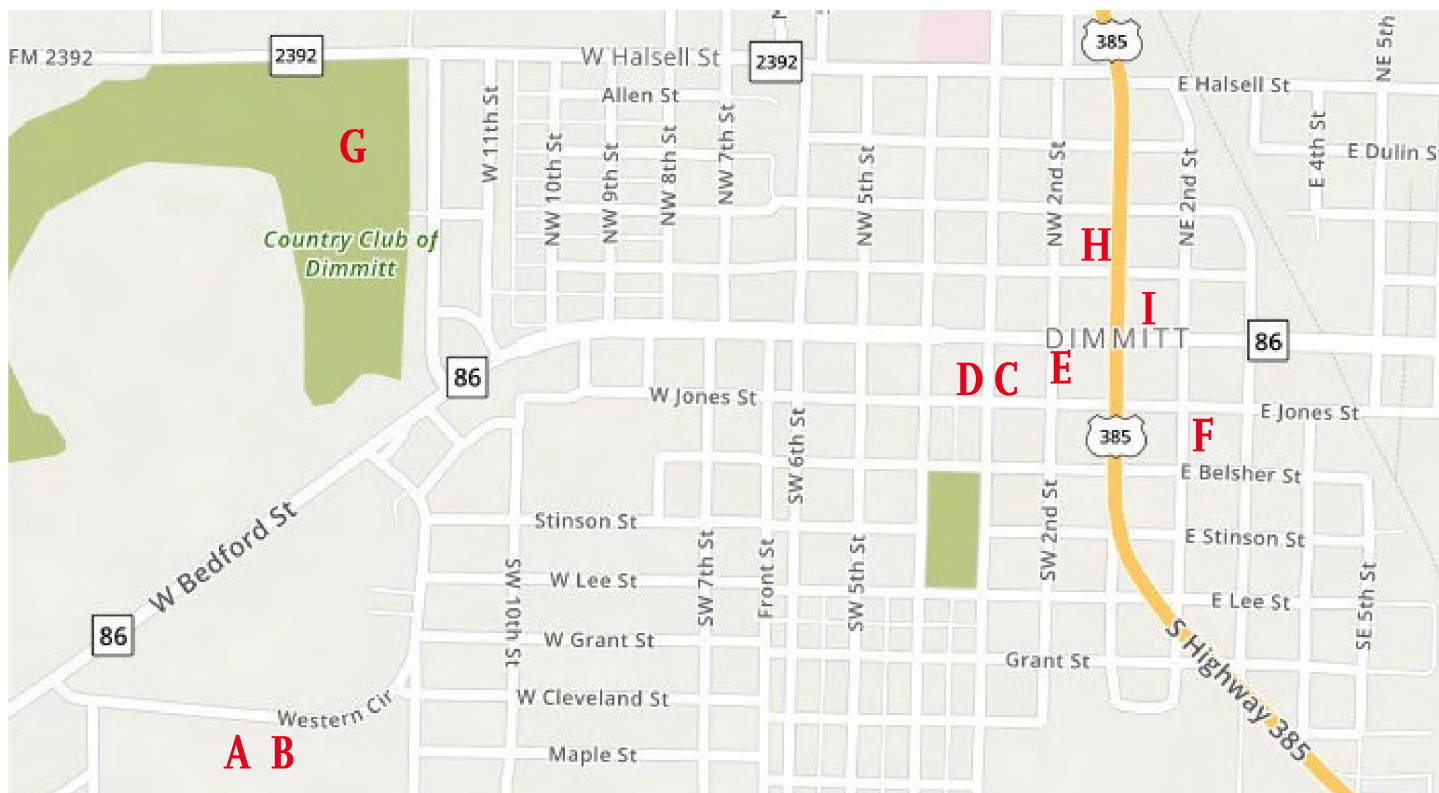 FM 2392
2392
W Halsell St
2392
385
E Halsell St
NE 5th
Allen St
W 11th St
NW 10th St
NW 9th St
NW 8th St
NW 7th St
NW 5th St
NW 2nd St
NE 2nd St
E 4th St
E Dulin S
G
Country Club of
Dimmitt
H
I
DIMMITT
86
86
D
C
E
W Jones St
E Jones St
385
F
SW 6th St
E Belsher St
W Bedford St
Stinson St
E Stinson St
SW 10th St
SW 7th St
Front St
SW 5th St
SW 2nd St
SE 5th St
W Lee St
E Lee St
86
W Grant St
Grant St
S Highway 385
W Cleveland St
Western Cir
A
B
Maple St